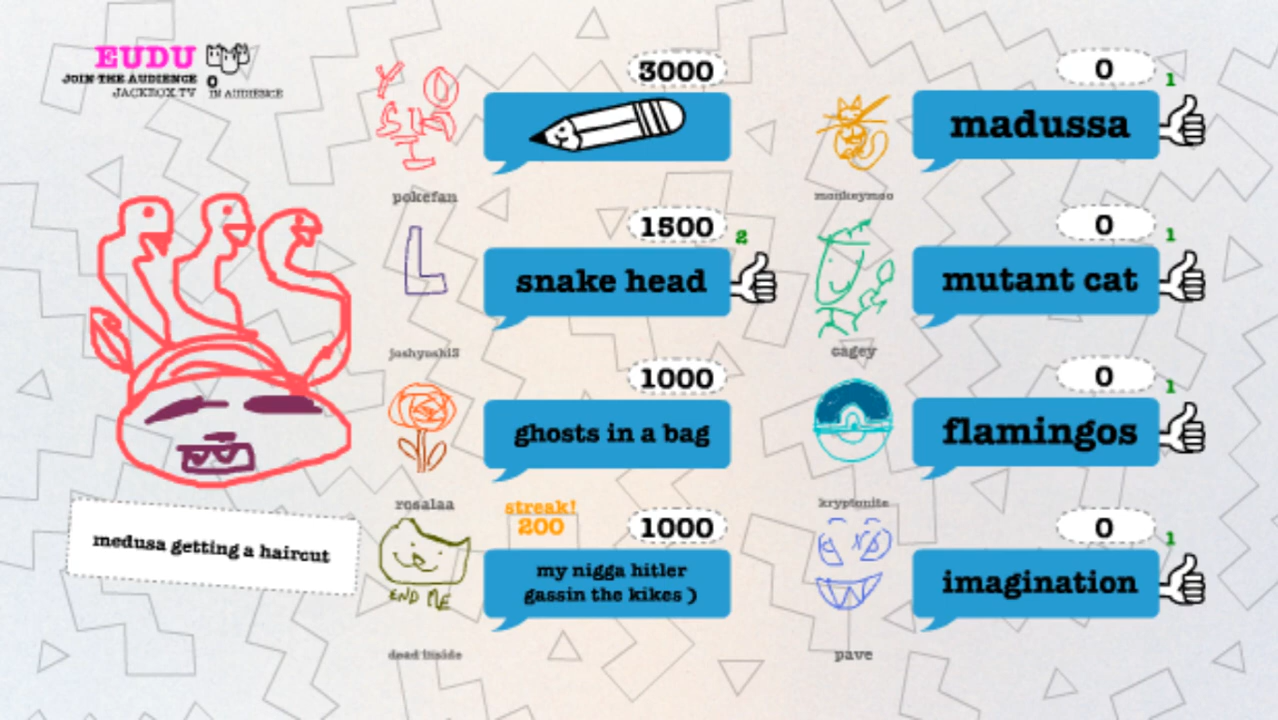 EUDU
JOIN THE AUDIENCE
JACKBOX.TV
0
IN AUDIENCE
3000
pokefan
1500
2
snake head
joshyoshi2
1000
ghosts in a bag
rosalaa
streak!
200
1000
my nigga hitler
gassin the kikes )
END ME
dead inside
L
medusa getting a haircut
0
1
madussa
monkeymoo
0
1
mutant cat
cagey
0
1
flamingos
kryptonite
0
1
imagination
pave